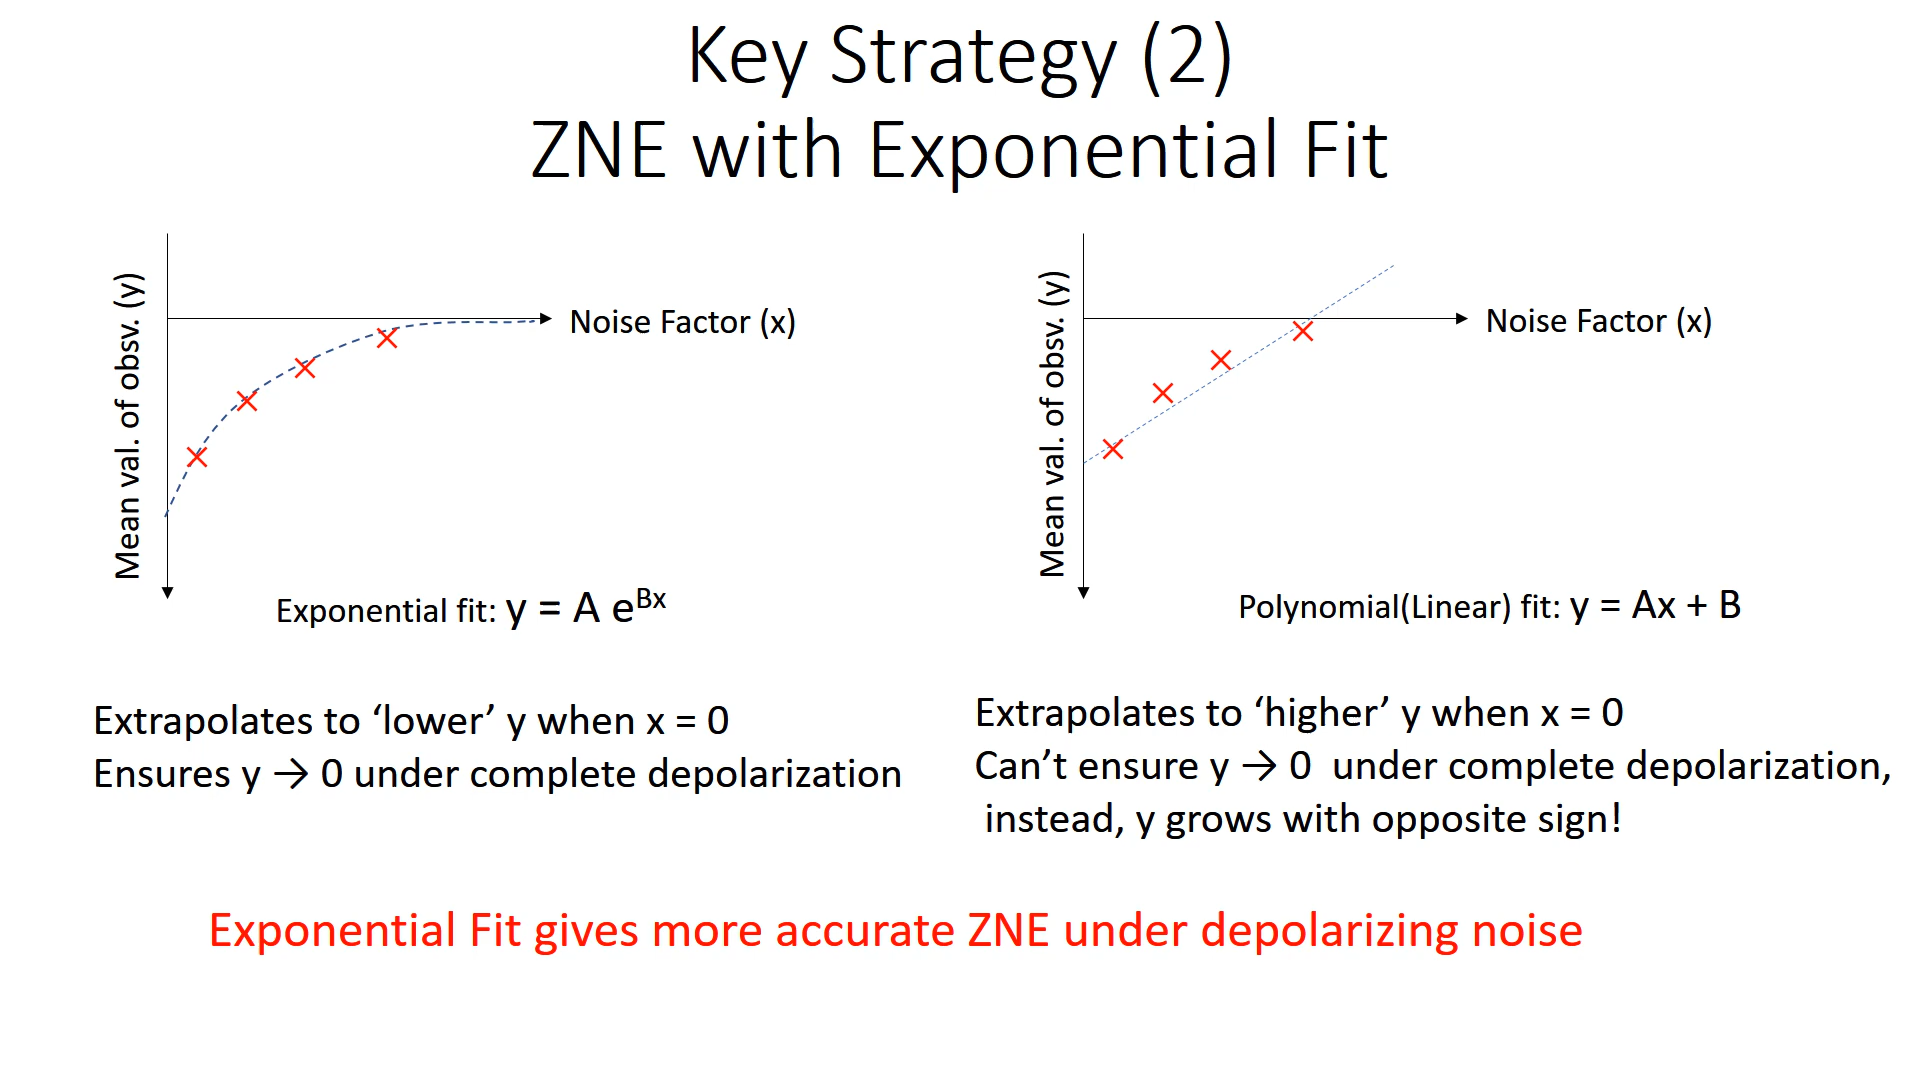 Key Strategy (2)
ZNE with Exponential Fit
Mean val. of obsv. (y)
Noise Factor (x)
Exponential fit: y = A e^Bx
Extrapolates to ‘lower’ y when x = 0
Ensures y → 0 under complete depolarization
Mean val. of obsv. (y)
Noise Factor (x)
Polynomial(Linear) fit: y = Ax + B
Extrapolates to ‘higher’ y when x = 0
Can’t ensure y → 0 under complete depolarization,
instead, y grows with opposite sign!
Exponential Fit gives more accurate ZNE under depolarizing noise